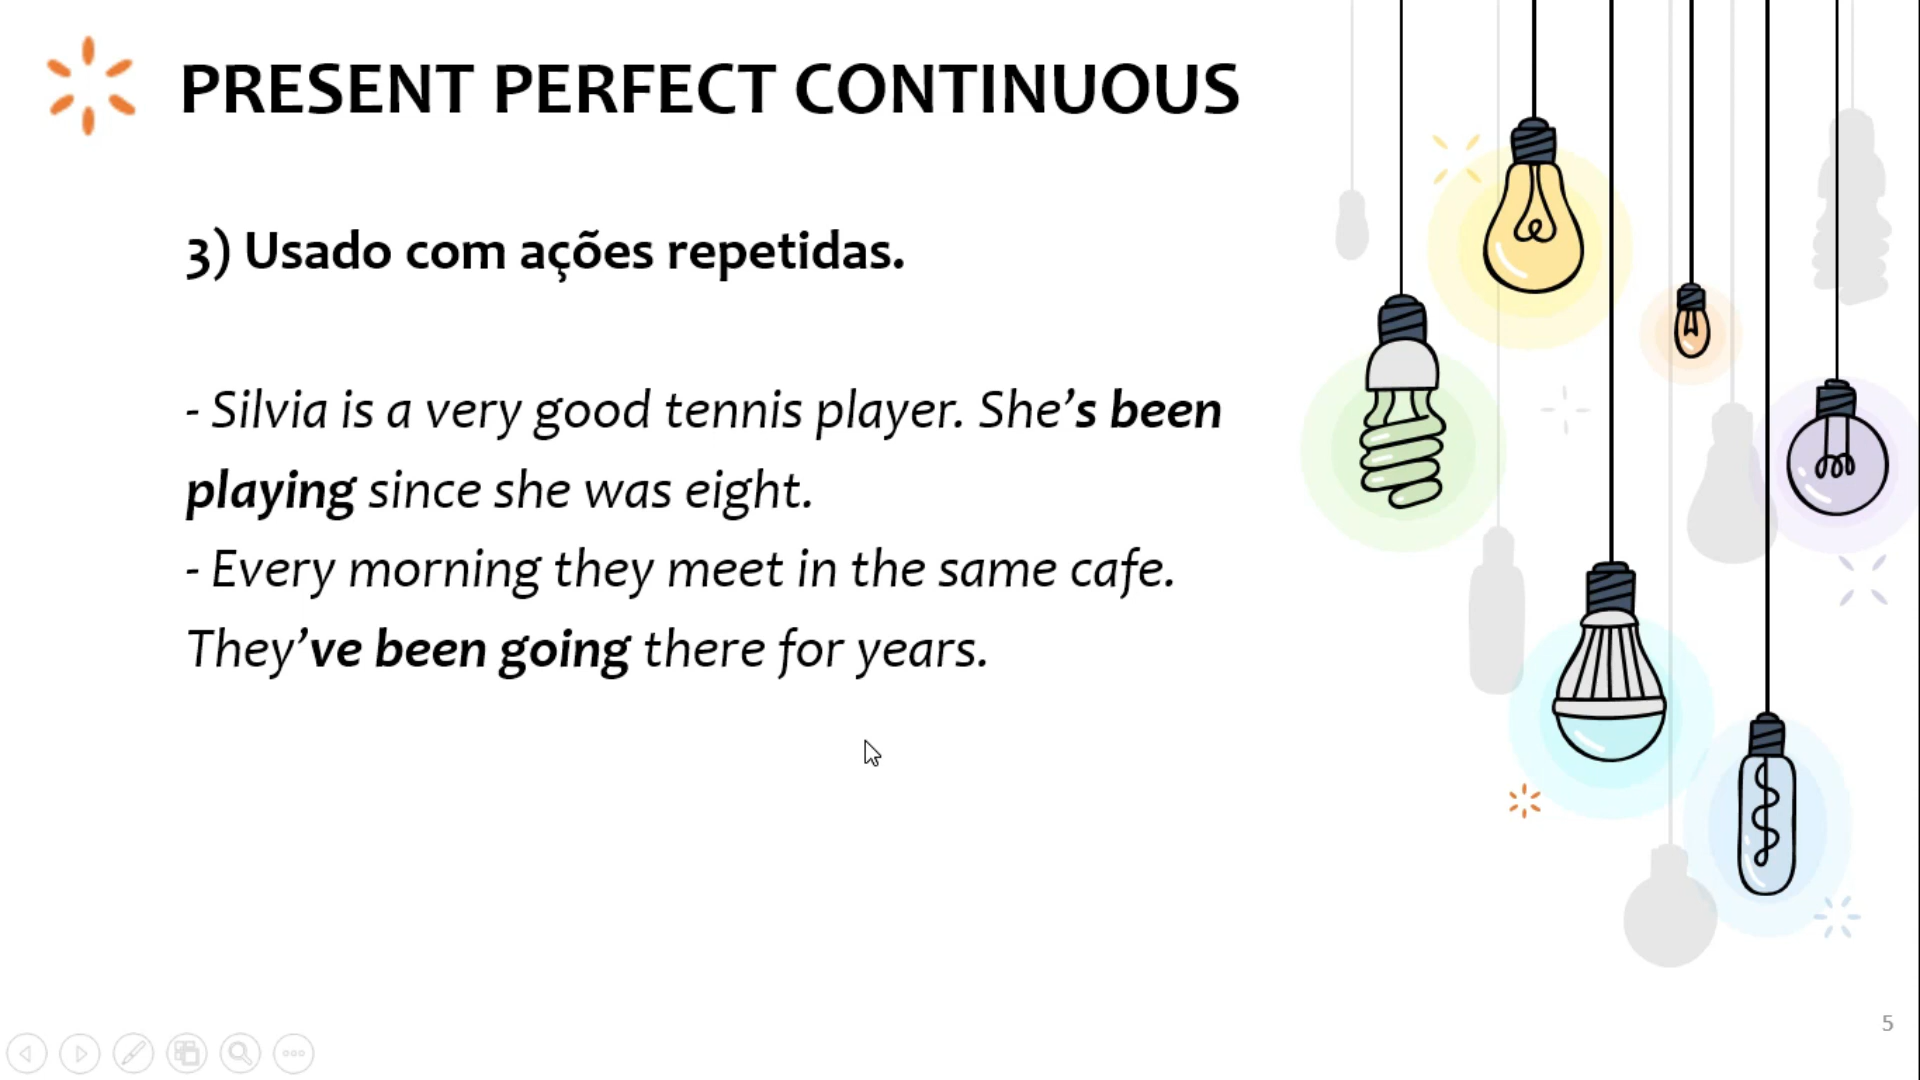 PRESENT PERFECT CONTINUOUS
3) Usado com ações repetidas.
- Silvia is a very good tennis player. She’s been
playing since she was eight.
- Every morning they meet in the same cafe.
They’ve been going there for years.
5